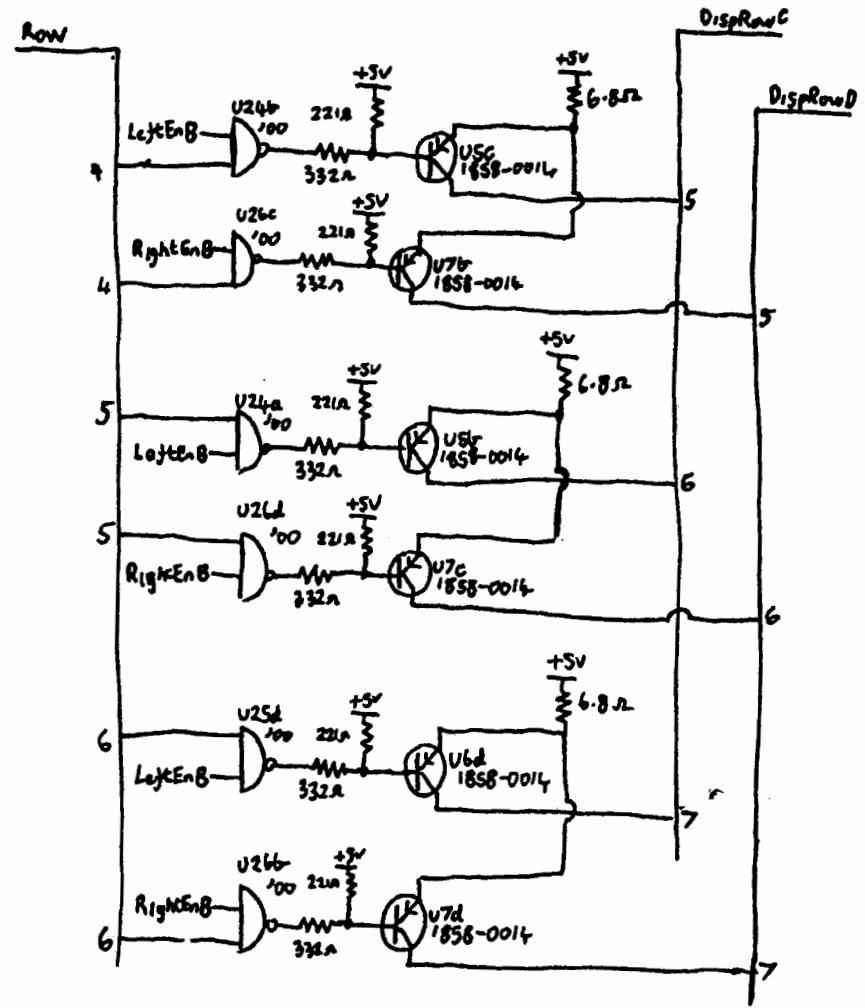 Row
DispRowC
DispRowD
+5V
+5V
6.8Ω
221Ω
U24b
'00
LeftEnB
332Ω
U5c
1858-0014
5
+5V
221Ω
U26c
'00
RightEnB
4
332Ω
U7b
1858-0014
5
+5V
6.8Ω
+5V
221Ω
5
U24a
'00
LeftEnB
332Ω
U5b
1858-0014
6
+5V
221Ω
5
U26d
'00
RightEnB
332Ω
U7c
1858-0014
6
+5V
6.8Ω
+5V
221Ω
6
U25d
'00
LeftEnB
332Ω
U6d
1858-0014
7
+5V
221Ω
U26b
'00
RightEnB
6
332Ω
U7d
1858-0014
7